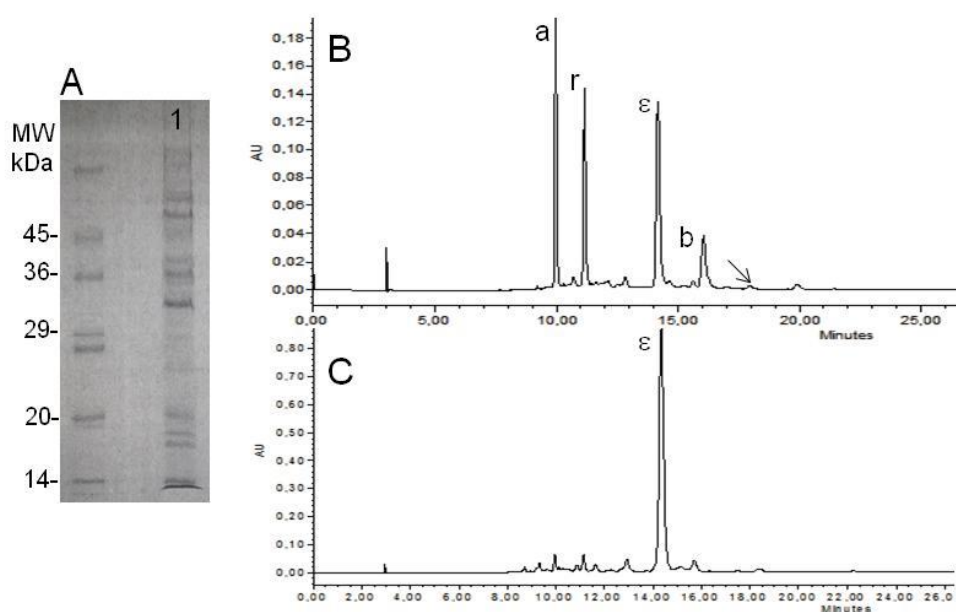 A
1
MW
kDa
45-
36-
29-
20-
14-
B
a
r
ε
b
AU
0,18
0,16
0,14
0,12
0,10
0,08
0,06
0,04
0,02
0,00
0,00 5,00 10,00 15,00 20,00 25,00
Minutes
C
ε
AU
0,80
0,70
0,60
0,50
0,40
0,30
0,20
0,10
0,00
0,00 2,00 4,00 6,00 8,00 10,00 12,00 14,00 16,00 18,00 20,00 22,00 24,00 26,0
Minutes